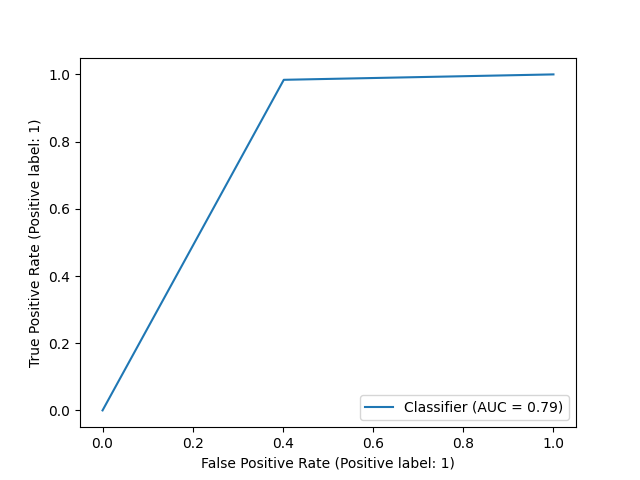 1.0
0.8
0.6
0.4
0.2
0.0
True Positive Rate (Positive label: 1)
Classifier (AUC = 0.79)
0.0 0.2 0.4 0.6 0.8 1.0
False Positive Rate (Positive label: 1)